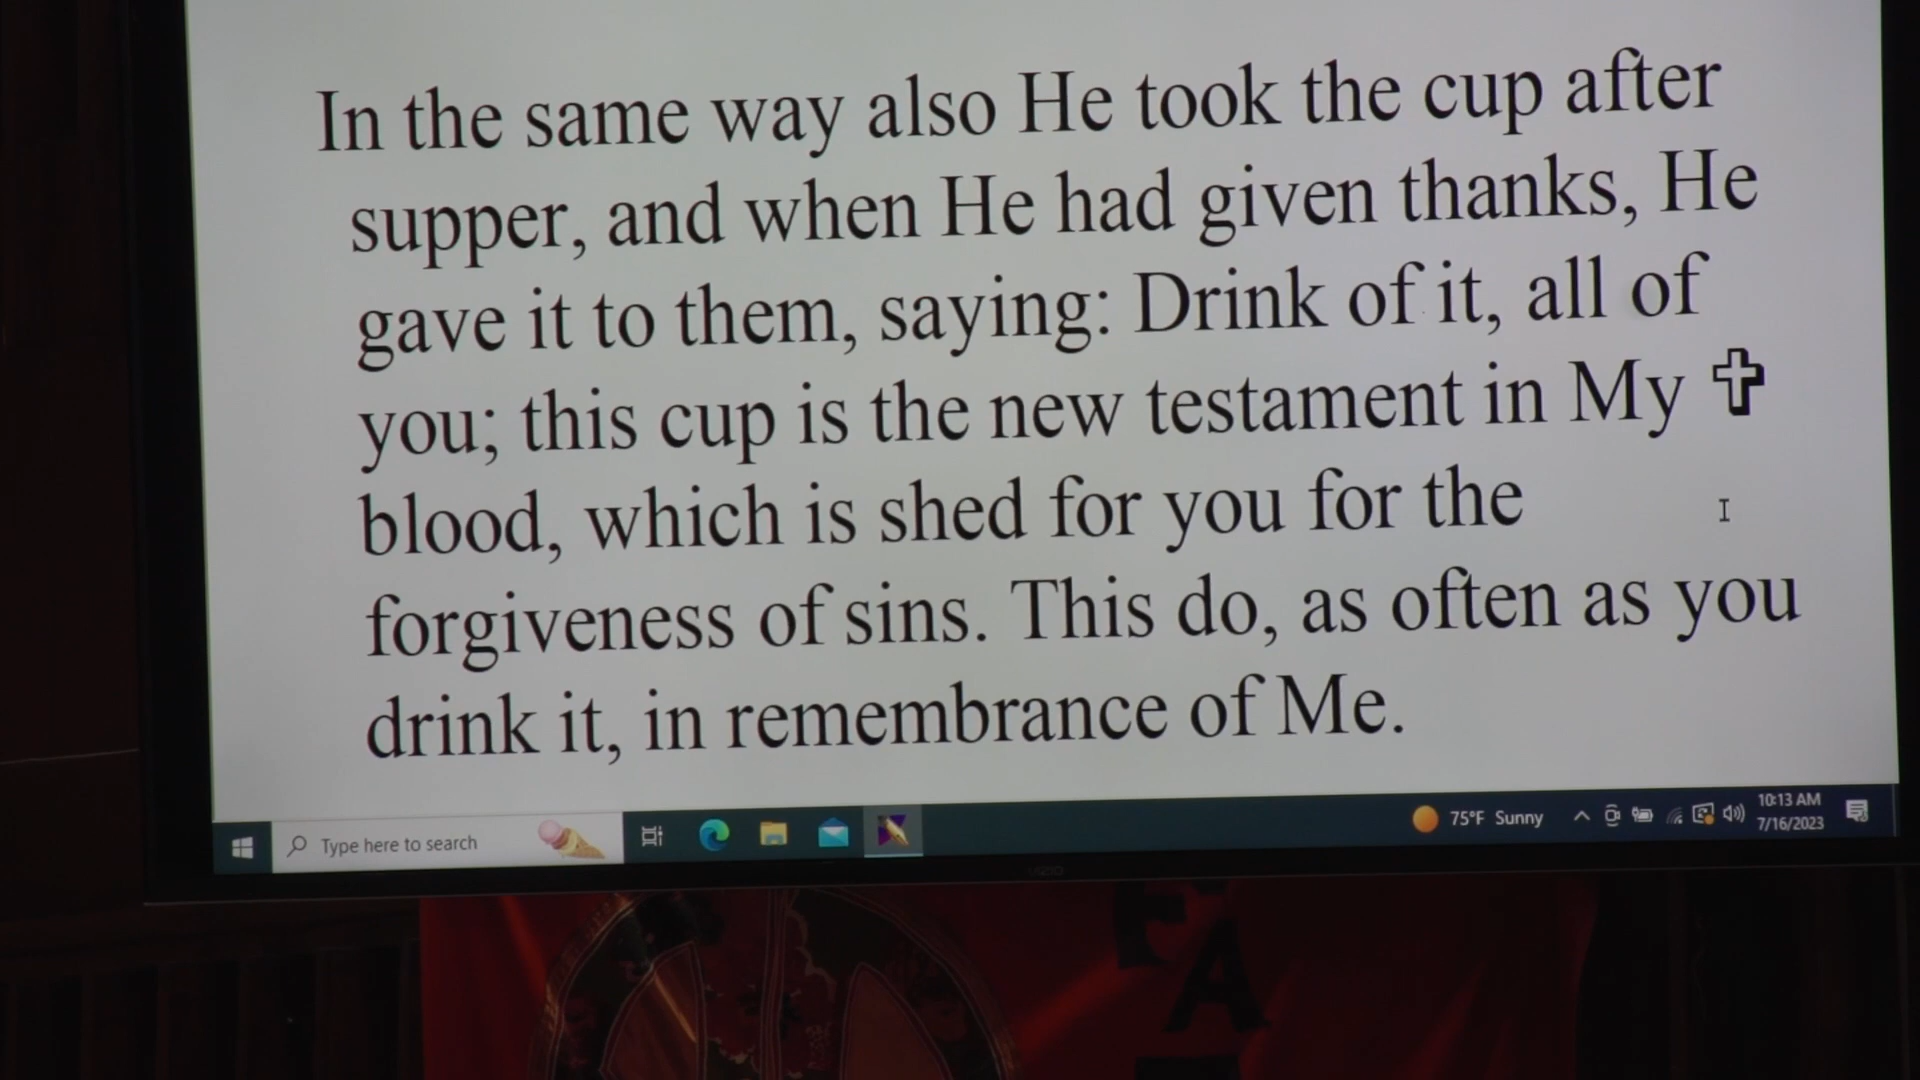 In the same way also He took the cup after
supper, and when He had given thanks, He
gave it to them, saying: Drink of it, all of
you; this cup is the new testament in My ✞
blood, which is shed for you for the
forgiveness of sins. This do, as often as you
drink it, in remembrance of Me.
Type here to search
75°F Sunny
10:13 AM
7/16/2023
VIZIO